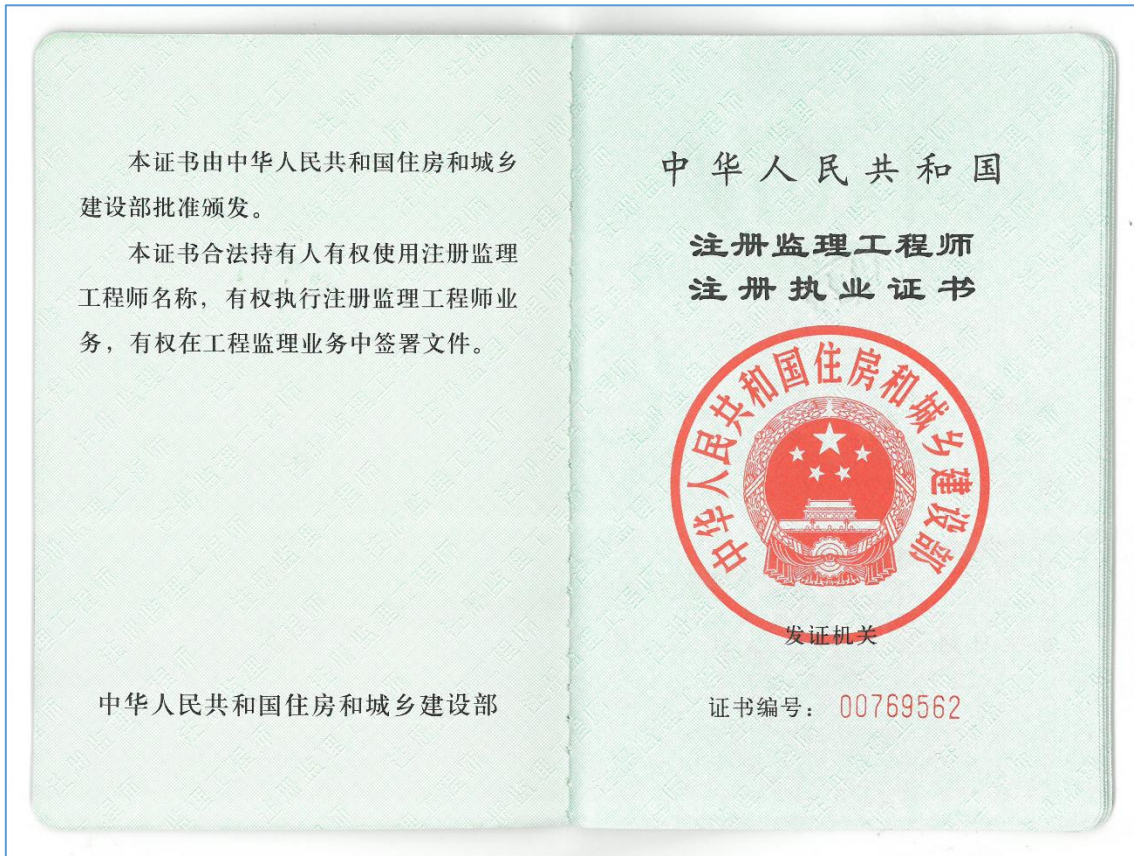 本证书由中华人民共和国住房和城乡
建设部批准颁发。
本证书合法持有人有权使用注册监理
工程师名称，有权执行注册监理工程师业
务，有权在工程监理业务中签署文件。
中华人民共和国住房和城乡建设部
中华人民共和国
注册监理工程师
注册执业证书
中华人民共和国住房和城乡建设部
发证机关
证书编号：00769562